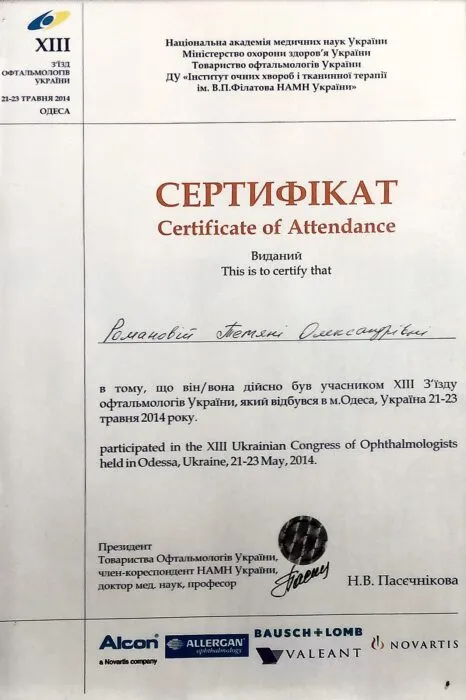 XIII
З'ЇЗД
ОФТАЛЬМОЛОГІВ
УКРАЇНИ
21-23 ТРАВНЯ 2014
ОДЕСА
Національна академія медичних наук України
Міністерство охорони здоров'я України
Товариство офтальмологів України
ДУ «Інститут очних хвороб і тканинної терапії
ім. В.П.Філатова НАМН України»
СЕРТИФІКАТ
Certificate of Attendance
Виданий
This is to certify that
Романовій Тетяні Олександрівні
в тому, що він/вона дійсно був учасником XIII З'їзду
офтальмологів України, який відбувся в м.Одеса, Україна 21-23
травня 2014 року.
participated in the XIII Ukrainian Congress of Ophthalmologists
held in Odessa, Ukraine, 21-23 May, 2014.
Президент
Товариства Офтальмологів України,
член-кореспондент НАМН України,
доктор мед. наук, професор
Н.В. Пасєчнікова
Alcon
a Novartis company
ALLERGAN
ophthalmology
BAUSCH+LOMB
VALEANT
NOVARTIS